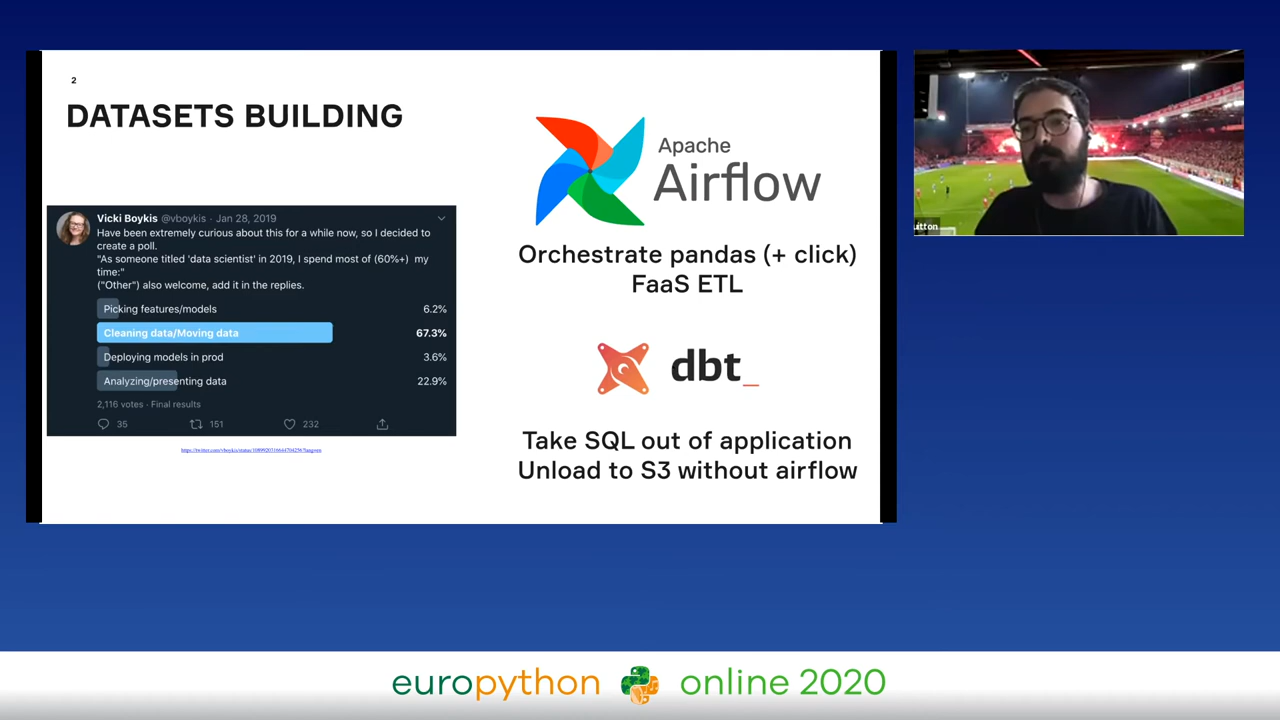 2
DATASETS BUILDING
Vicki Boykis @vboykis · Jan 28, 2019
Have been extremely curious about this for a while now, so I decided to
create a poll.
"As someone titled 'data scientist' in 2019, I spend most of (60%+) my
time:"
("Other") also welcome, add it in the replies.
Picking features/models 6.2%
Cleaning data/Moving data 67.3%
Deploying models in prod 3.6%
Analyzing/presenting data 22.9%
2,116 votes · Final results
35 151 232
Apache
Airflow
Orchestrate pandas (+ click)
FaaS ETL
dbt_
Take SQL out of application
Unload to S3 without airflow
europython online 2020